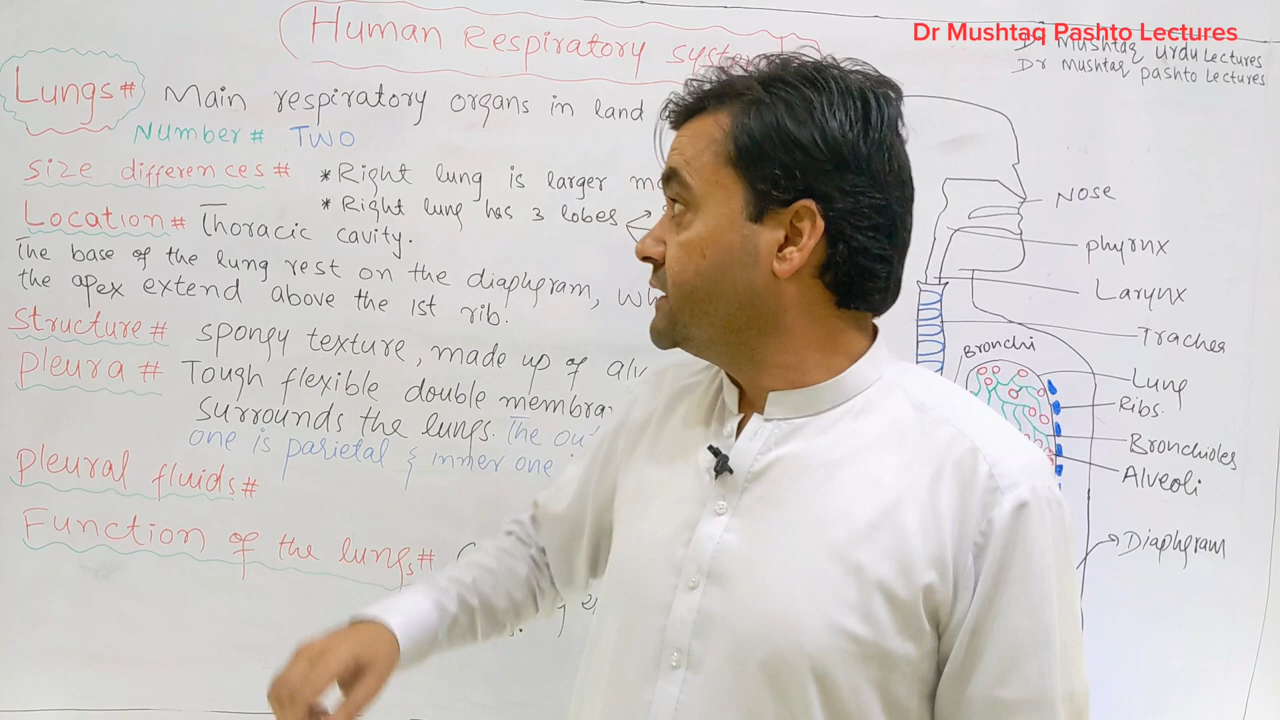 Human Respiratory system
Dr Mushtaq Pashto Lectures
Dr Mushtaq Urdu Lectures
Dr Mushtaq pashto Lectures
Lungs# Main respiratory organs in land
Number# TWO
Size differences# *Right lung is larger
*Right lung has 3 lobes
Location# Thoracic cavity.
The base of the lung rest on the diaphgram,
the apex extend above the 1st rib.
Structure# spongy texture, made up of
Pleura# Tough flexible double
surrounds the lungs. The
one is parietal & inner one
Pleural fluids#
Function of the lungs#
Nose
phyrnx
Larynx
Trachea
Bronchi
Lung
Ribs.
Bronchioles
Alveoli
Diaphgram